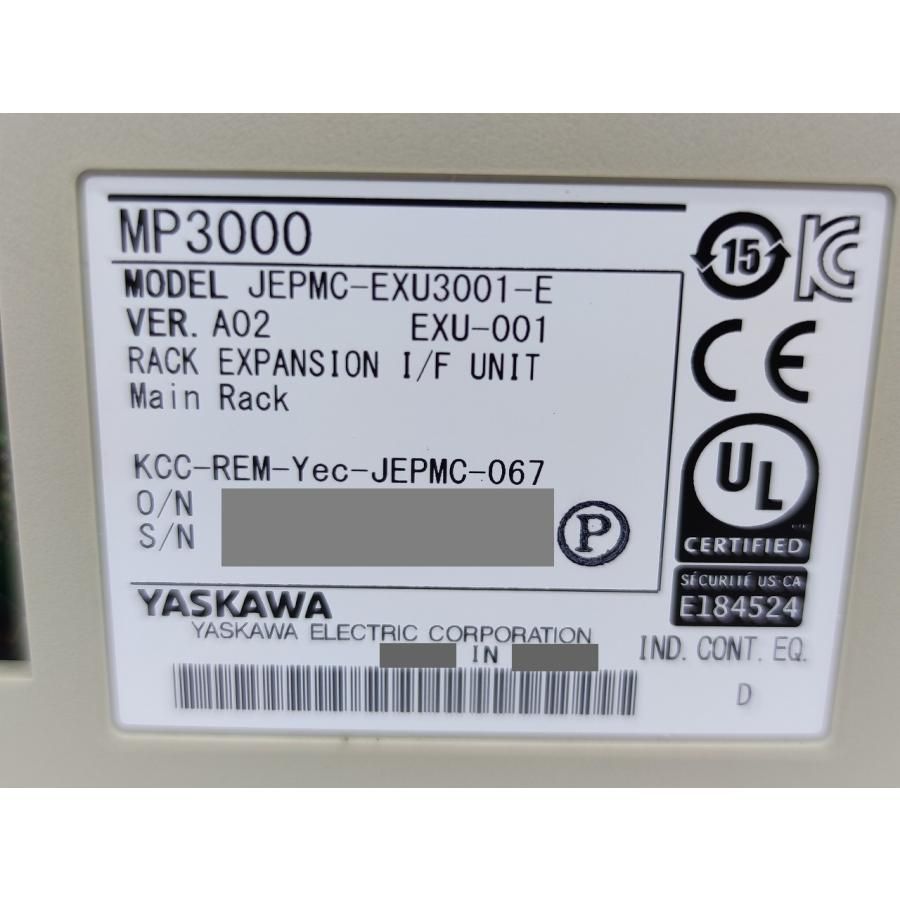 MP3000
MODEL JEPMC-EXU3001-E
VER. A02 EXU-001
RACK EXPANSION I/F UNIT
Main Rack
KCC-REM-Yec-JEPMC-067
O/N
S/N
P
YASKAWA
YASKAWA ELECTRIC CORPORATION
IN
15
KC
CE
UL
CERTIFIED
SÉCURITÉ US-CA
E184524
IND. CONT. EQ.
D